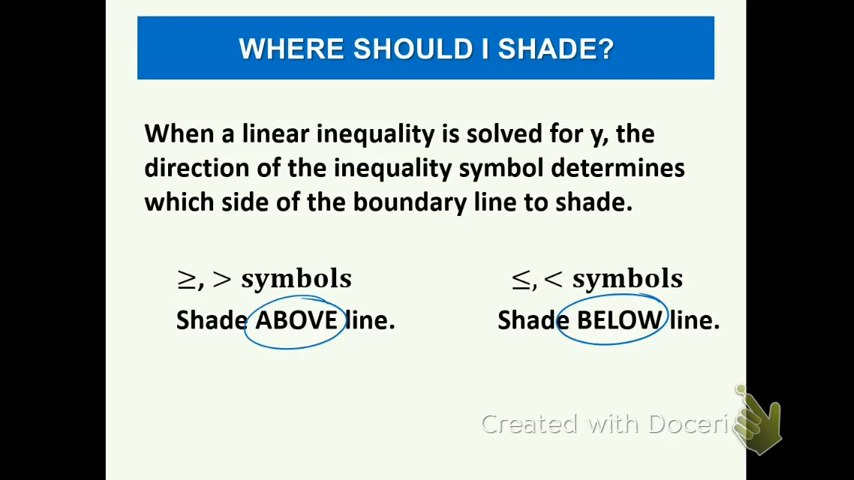 WHERE SHOULD I SHADE?
When a linear inequality is solved for y, the
direction of the inequality symbol determines
which side of the boundary line to shade.
≥, > symbols
Shade ABOVE line.
≤, < symbols
Shade BELOW line.
Created with Doceri